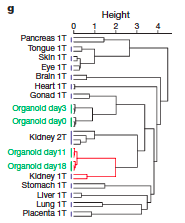 g
Height
0 1 2 3 4
Pancreas 1T
Tongue 1T
Skin 1T
Eye 1T
Brain 1T
Heart 1T
Gonad 1T
Organoid day3
Organoid day0
Kidney 2T
Organoid day11
Organoid day18
Kidney 1T
Stomach 1T
Liver 1T
Lung 1T
Placenta 1T